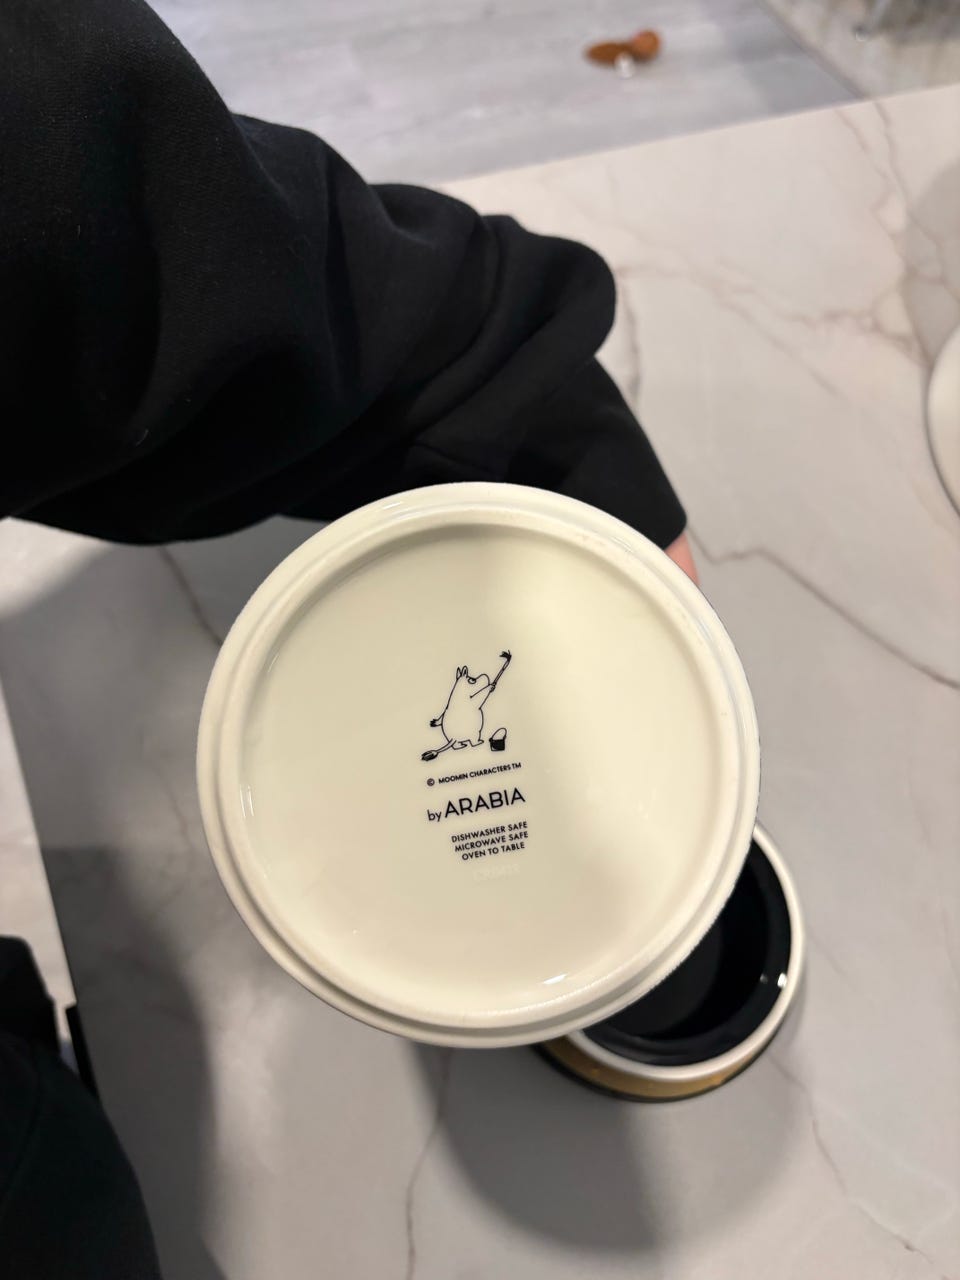 © MOOMIN CHARACTERS TM
by ARABIA
DISHWASHER SAFE
MICROWAVE SAFE
OVEN TO TABLE